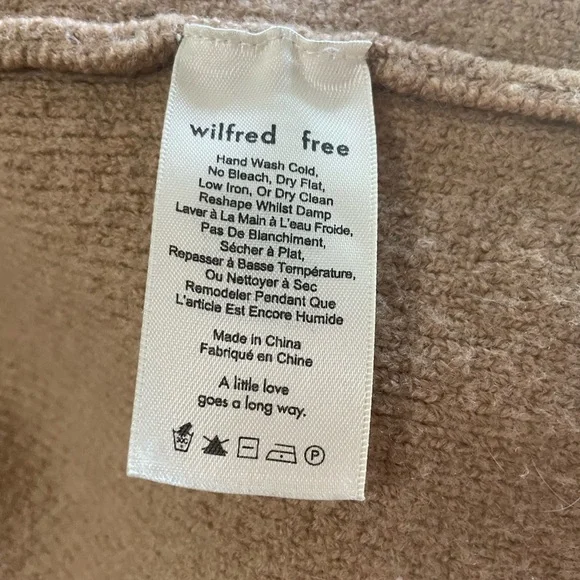 wilfred free
Hand Wash Cold,
No Bleach, Dry Flat,
Low Iron, Or Dry Clean
Reshape Whilst Damp
Laver à La Main à L'eau Froide,
Pas De Blanchiment,
Sécher à Plat,
Repasser à Basse Température,
Ou Nettoyer à Sec
Remodeler Pendant Que
L'article Est Encore Humide
Made in China
Fabriqué en Chine
A little love
goes a long way.
P